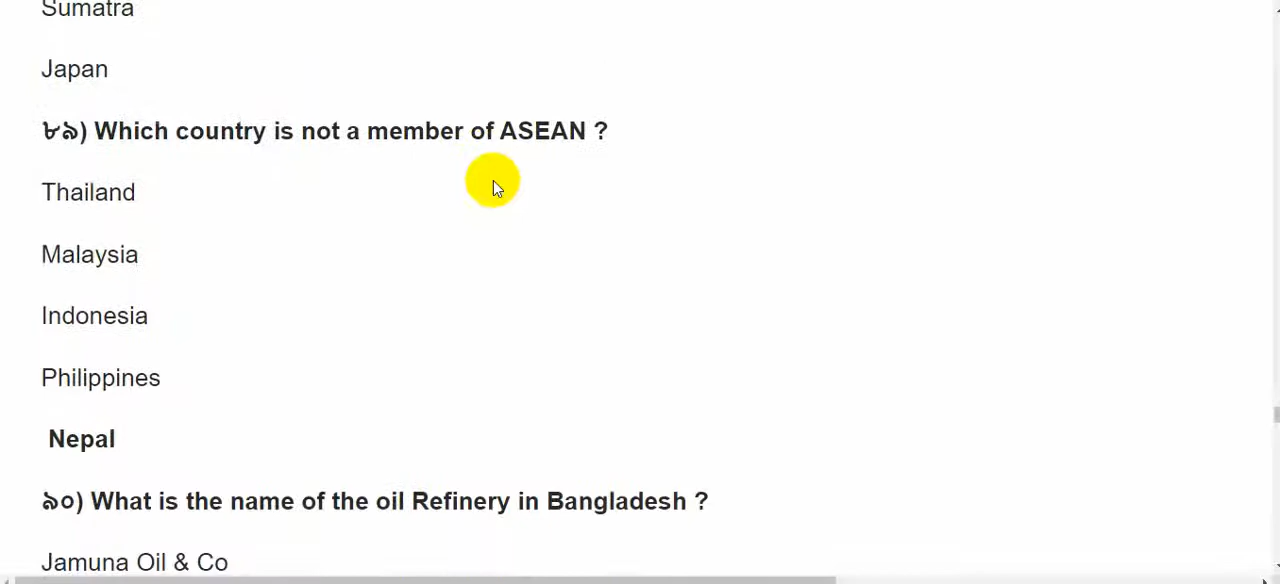 Sumatra
Japan
৮৯) Which country is not a member of ASEAN ?
Thailand
Malaysia
Indonesia
Philippines
Nepal
৯০) What is the name of the oil Refinery in Bangladesh ?
Jamuna Oil & Co